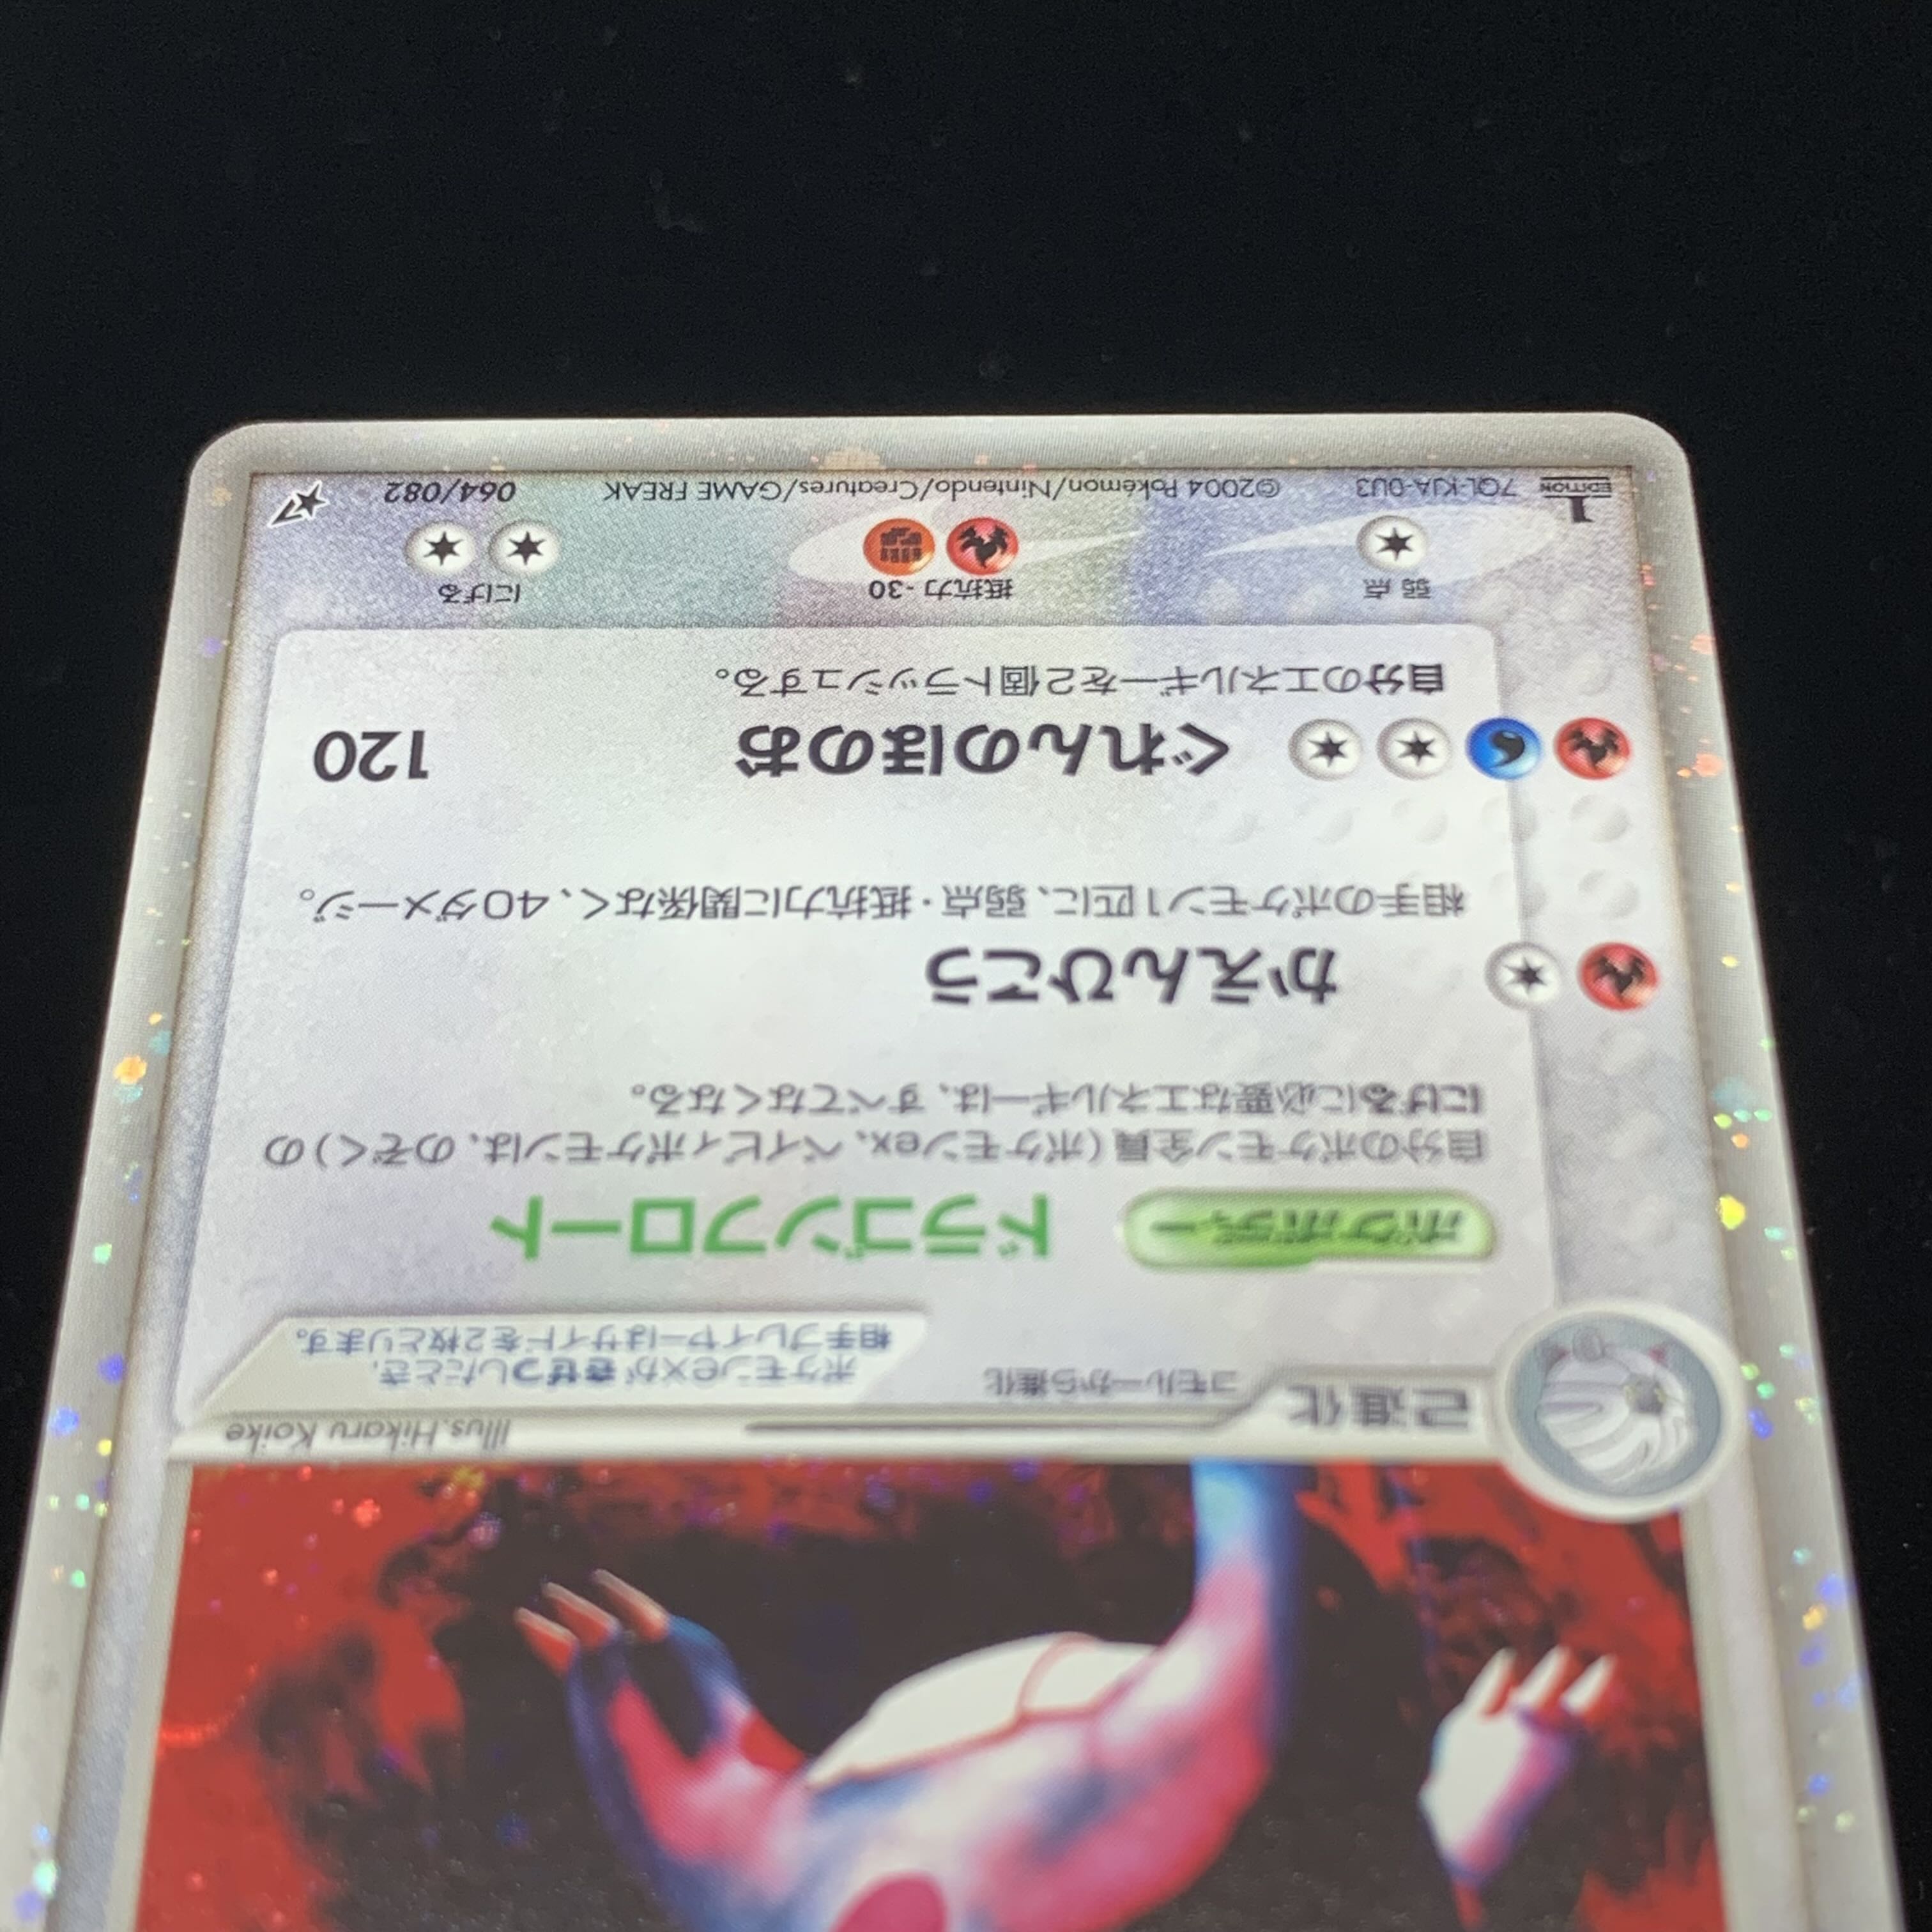 Illus.Hikaru Koike
2進化
コモルーから進化
ポケモンexがきぜつしたとき、
相手プレイヤーはサイドを2枚とります。
ポケボディー ドラゴンフロート
自分のポケモン全員(ポケモンex、ベイビィポケモンは、のぞく)の
にげるに必要なエネルギーは、すべてなくなる。
かえんひこう
相手のポケモン1匹に、弱点・抵抗力に関係なく、40ダメージ。
ぐれんのほのお 120
自分のエネルギーを2個トラッシュする。
弱点 抵抗力 -30 にげる
1 EDITION 7QL-KJA-0U3 ©2004 Pokémon/Nintendo/Creatures/GAME FREAK 064/082